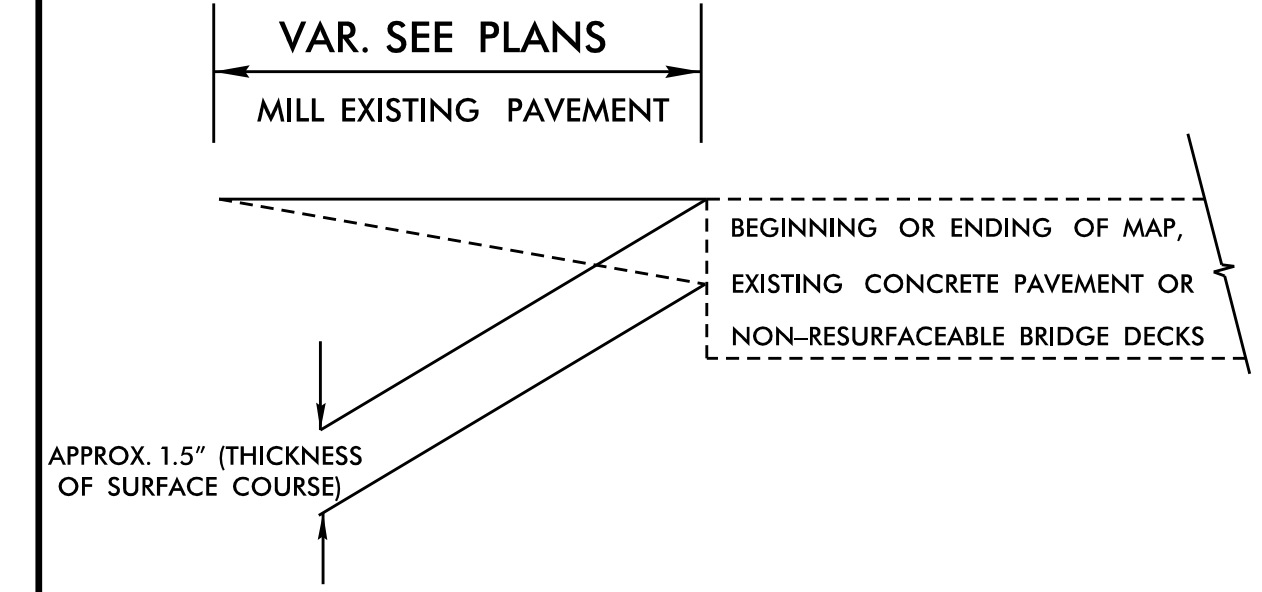 VAR. SEE PLANS
MILL EXISTING PAVEMENT
BEGINNING OR ENDING OF MAP,
EXISTING CONCRETE PAVEMENT OR
NON–RESURFACEABLE BRIDGE DECKS
APPROX. 1.5" (THICKNESS
OF SURFACE COURSE)